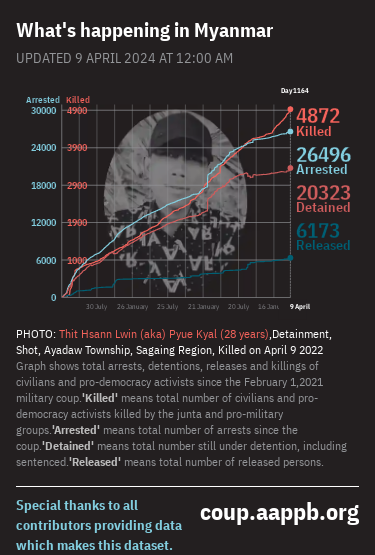 What's happening in Myanmar
UPDATED 9 APRIL 2024 AT 12:00 AM
Day1164
Arrested Killed
30000 4900
24000 3900
18000 2900
12000 1900
6000 1000
0
4872
Killed
26496
Arrested
20323
Detained
6173
Released
30 July 26 January 25 July 21 January 20 July 16 Jan 9 April
PHOTO: Thit Hsann Lwin (aka) Pyue Kyal (28 years),Detainment,
Shot, Ayadaw Township, Sagaing Region, Killed on April 9 2022
Graph shows total arrests, detentions, releases and killings of
civilians and pro-democracy activists since the February 1,2021
military coup.'Killed' means total number of civilians and pro-
democracy activists killed by the junta and pro-military
groups.'Arrested' means total number of arrests since the
coup.'Detained' means total number still under detention, including
sentenced.'Released' means total number of released persons.
Special thanks to all
contributors providing data
which makes this dataset.
coup.aappb.org